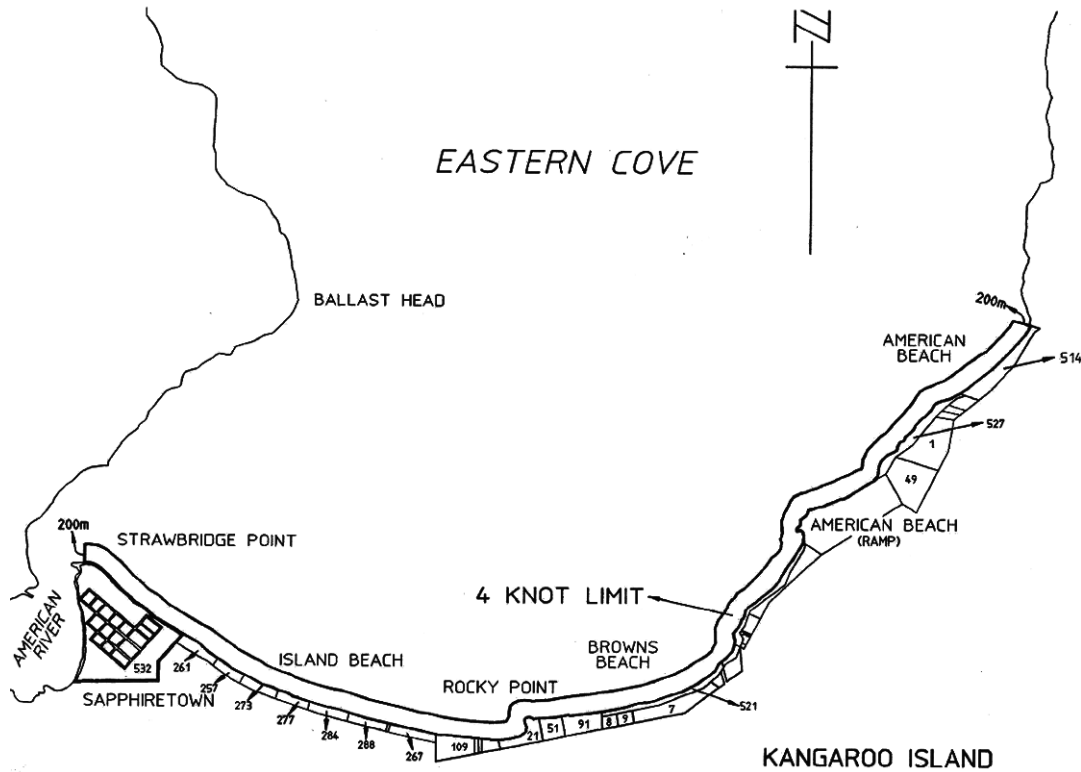 N
EASTERN COVE
BALLAST HEAD
200m
AMERICAN
BEACH
514
527
1
49
AMERICAN BEACH
(RAMP)
200m
STRAWBRIDGE POINT
4 KNOT LIMIT
AMERICAN
RIVER
BROWNS
BEACH
532
261
ISLAND BEACH
257
SAPPHIRETOWN
273
ROCKY POINT
277
284
288
267
109
21
51
91
8
9
7
521
KANGAROO ISLAND